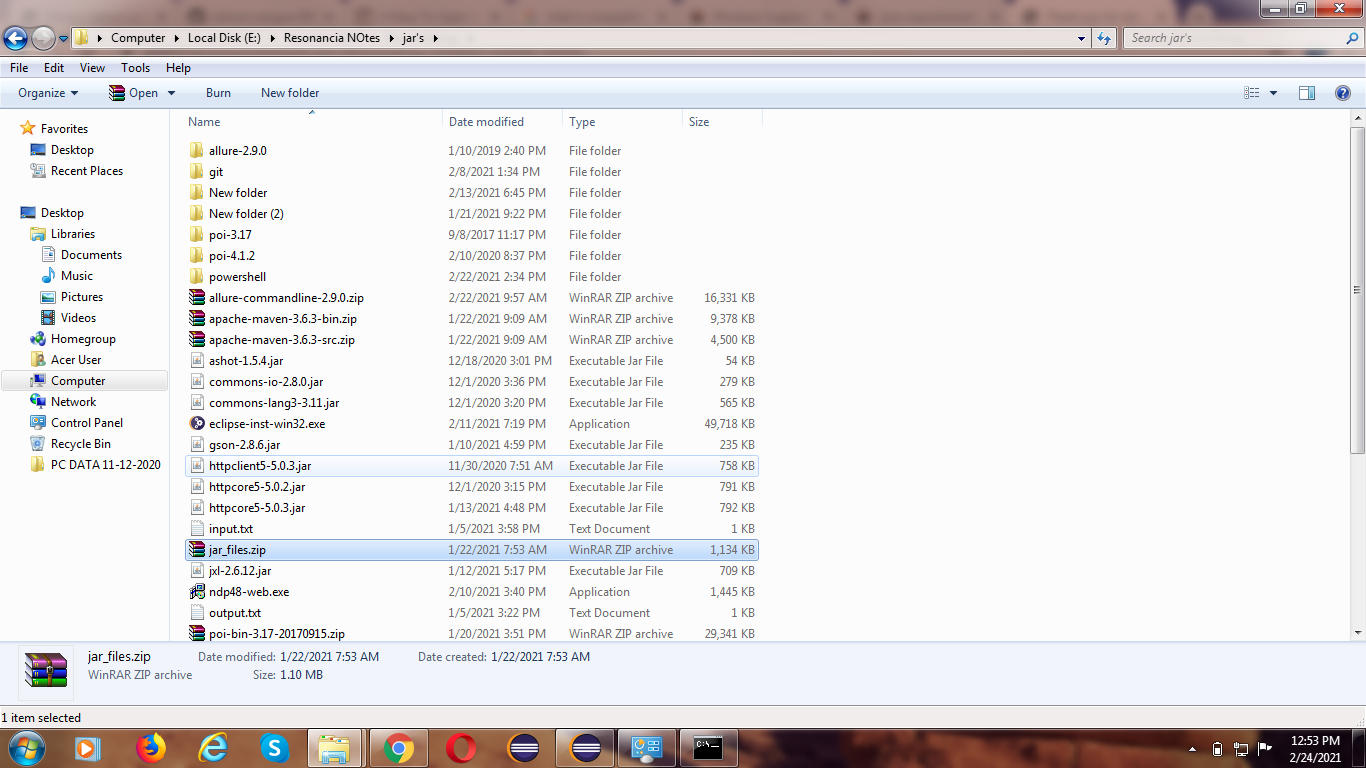 Computer Local Disk (E:) Resonancia NOtes jar's
Search jar's
File Edit View Tools Help
Organize Open Burn New folder
Name Date modified Type Size
Favorites
Desktop
Recent Places
Desktop
Libraries
Documents
Music
Pictures
Videos
Homegroup
Acer User
Computer
Network
Control Panel
Recycle Bin
PC DATA 11-12-2020
allure-2.9.0 1/10/2019 2:40 PM File folder
git 2/8/2021 1:34 PM File folder
New folder 2/13/2021 6:45 PM File folder
New folder (2) 1/21/2021 9:22 PM File folder
poi-3.17 9/8/2017 11:17 PM File folder
poi-4.1.2 2/10/2020 8:37 PM File folder
powershell 2/22/2021 2:34 PM File folder
allure-commandline-2.9.0.zip 2/22/2021 9:57 AM WinRAR ZIP archive 16,331 KB
apache-maven-3.6.3-bin.zip 1/22/2021 9:09 AM WinRAR ZIP archive 9,378 KB
apache-maven-3.6.3-src.zip 1/22/2021 9:09 AM WinRAR ZIP archive 4,500 KB
ashot-1.5.4.jar 12/18/2020 3:01 PM Executable Jar File 54 KB
commons-io-2.8.0.jar 12/1/2020 3:36 PM Executable Jar File 279 KB
commons-lang3-3.11.jar 12/1/2020 3:20 PM Executable Jar File 565 KB
eclipse-inst-win32.exe 2/11/2021 7:19 PM Application 49,718 KB
gson-2.8.6.jar 1/10/2021 4:59 PM Executable Jar File 235 KB
httpclient5-5.0.3.jar 11/30/2020 7:51 AM Executable Jar File 758 KB
httpcore5-5.0.2.jar 12/1/2020 3:15 PM Executable Jar File 791 KB
httpcore5-5.0.3.jar 1/13/2021 4:48 PM Executable Jar File 792 KB
input.txt 1/5/2021 3:58 PM Text Document 1 KB
jar_files.zip 1/22/2021 7:53 AM WinRAR ZIP archive 1,134 KB
jxl-2.6.12.jar 1/12/2021 5:17 PM Executable Jar File 709 KB
ndp48-web.exe 2/10/2021 3:40 PM Application 1,445 KB
output.txt 1/5/2021 3:22 PM Text Document 1 KB
poi-bin-3.17-20170915.zip 1/20/2021 3:51 PM WinRAR ZIP archive 29,341 KB
jar_files.zip Date modified: 1/22/2021 7:53 AM Date created: 1/22/2021 7:53 AM
WinRAR ZIP archive Size: 1.10 MB
1 item selected
12:53 PM
2/24/2021